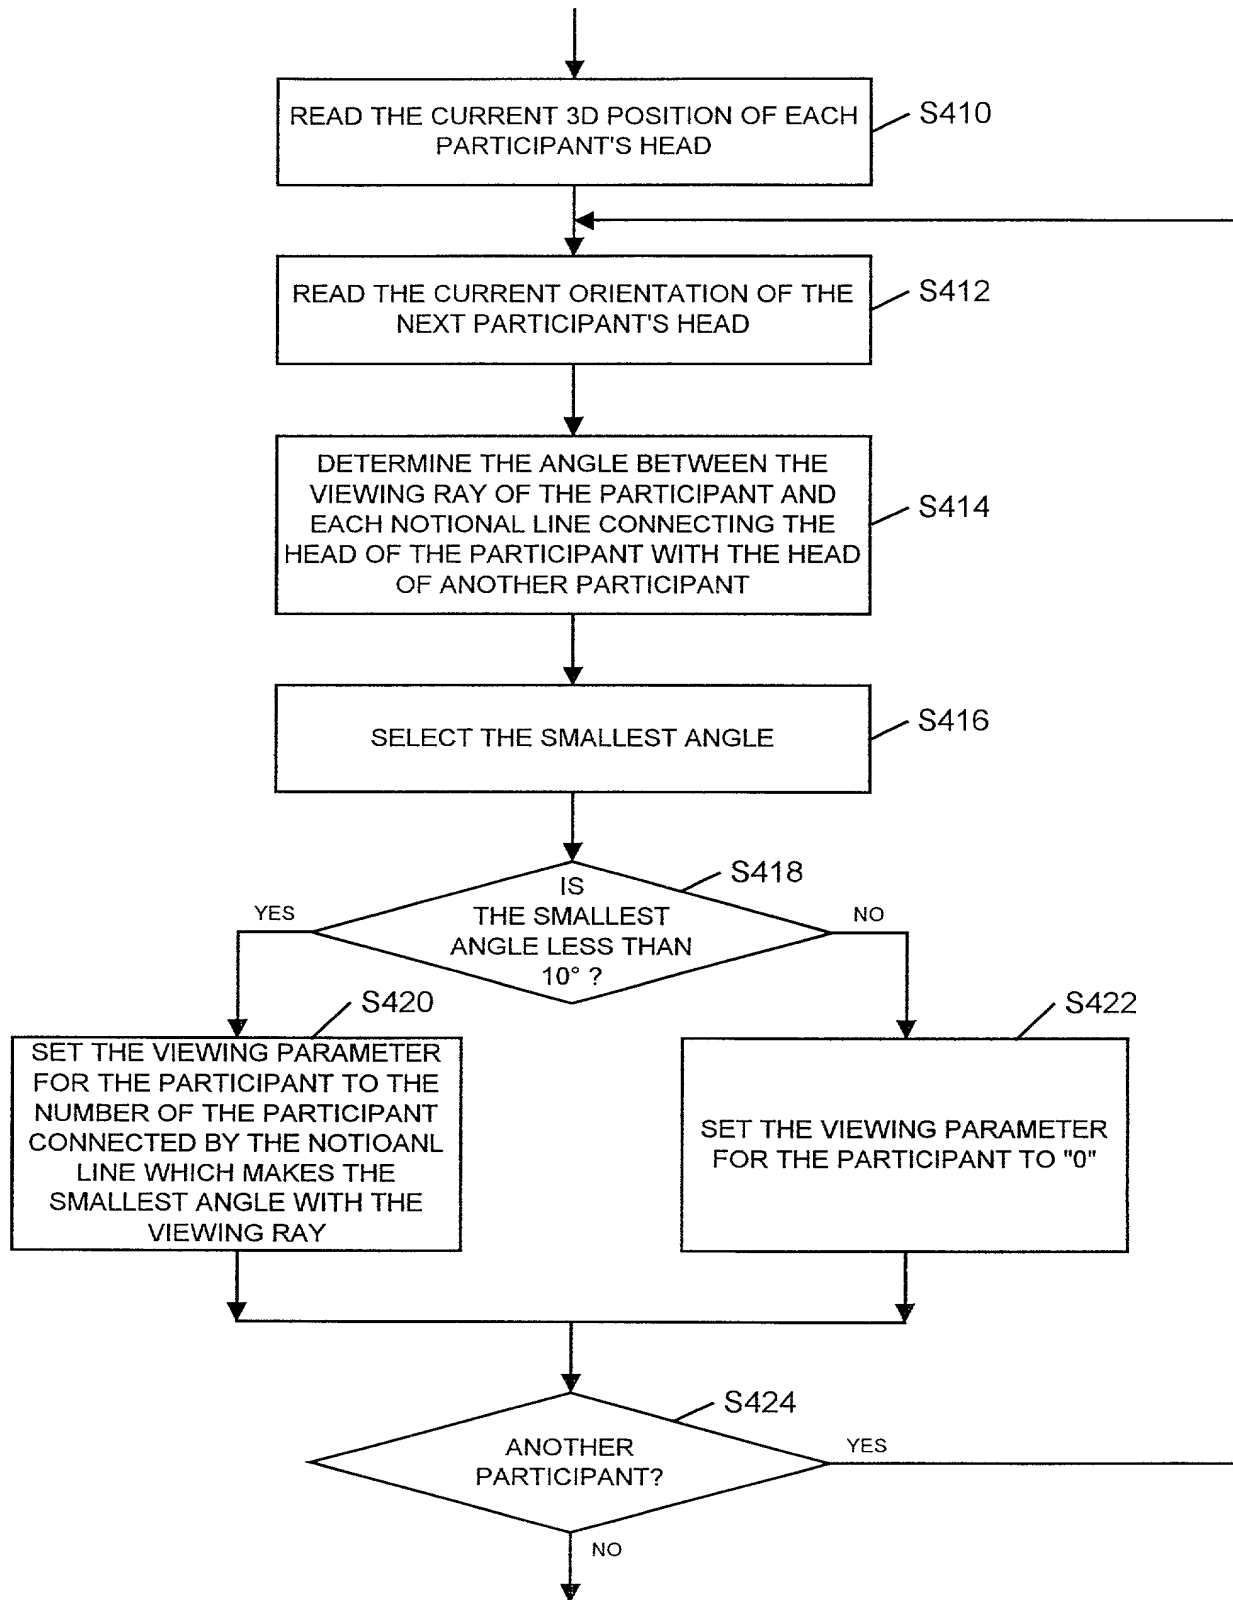 READ THE CURRENT 3D POSITION OF EACH
PARTICIPANT'S HEAD
S410
READ THE CURRENT ORIENTATION OF THE
NEXT PARTICIPANT'S HEAD
S412
DETERMINE THE ANGLE BETWEEN THE
VIEWING RAY OF THE PARTICIPANT AND
EACH NOTIONAL LINE CONNECTING THE
HEAD OF THE PARTICIPANT WITH THE HEAD
OF ANOTHER PARTICIPANT
S414
SELECT THE SMALLEST ANGLE
S416
IS
THE SMALLEST
ANGLE LESS THAN
10° ?
S418
YES
NO
S420
SET THE VIEWING PARAMETER
FOR THE PARTICIPANT TO THE
NUMBER OF THE PARTICIPANT
CONNECTED BY THE NOTIOANL
LINE WHICH MAKES THE
SMALLEST ANGLE WITH THE
VIEWING RAY
S422
SET THE VIEWING PARAMETER
FOR THE PARTICIPANT TO "0"
S424
ANOTHER
PARTICIPANT?
YES
NO